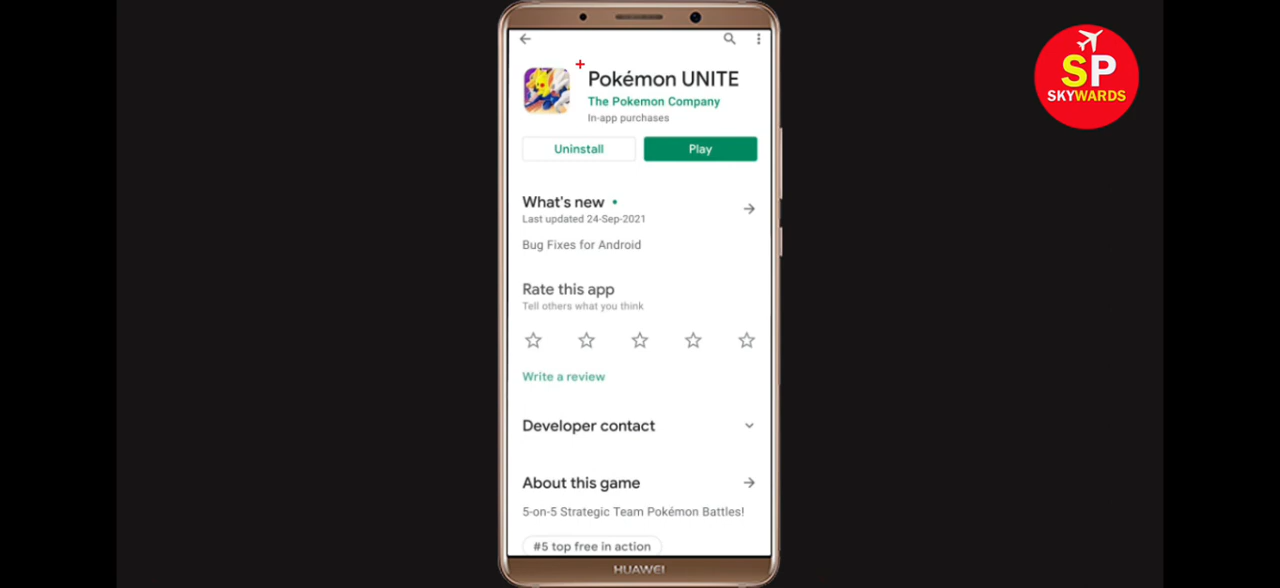 SP
SKYWARDS
Pokémon UNITE
The Pokemon Company
In-app purchases
Uninstall
Play
What's new
Last updated 24-Sep-2021
Bug Fixes for Android
Rate this app
Tell others what you think
Write a review
Developer contact
About this game
5-on-5 Strategic Team Pokémon Battles!
#5 top free in action
HUAWEI